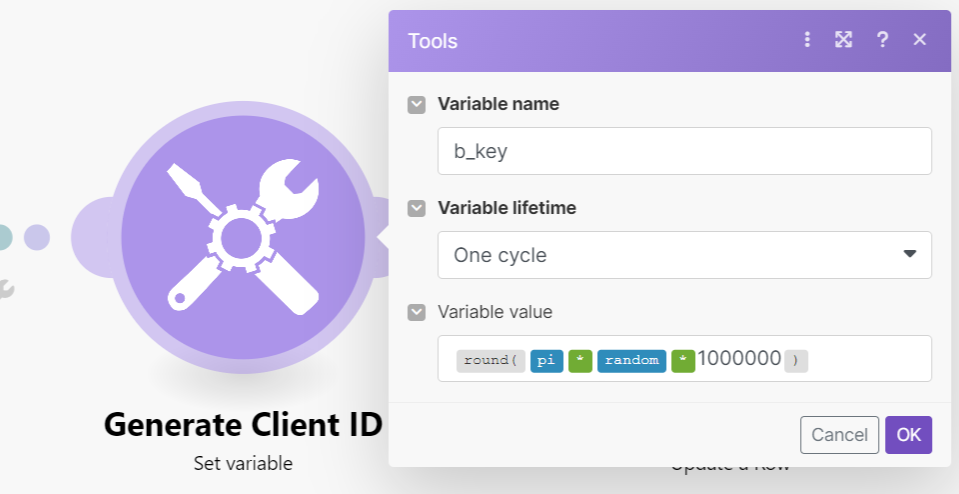 Tools
?
Variable name
b_key
Variable lifetime
One cycle
Variable value
round( pi * random * 1000000 )
Cancel
OK
Generate Client ID
Set variable
Update a Row